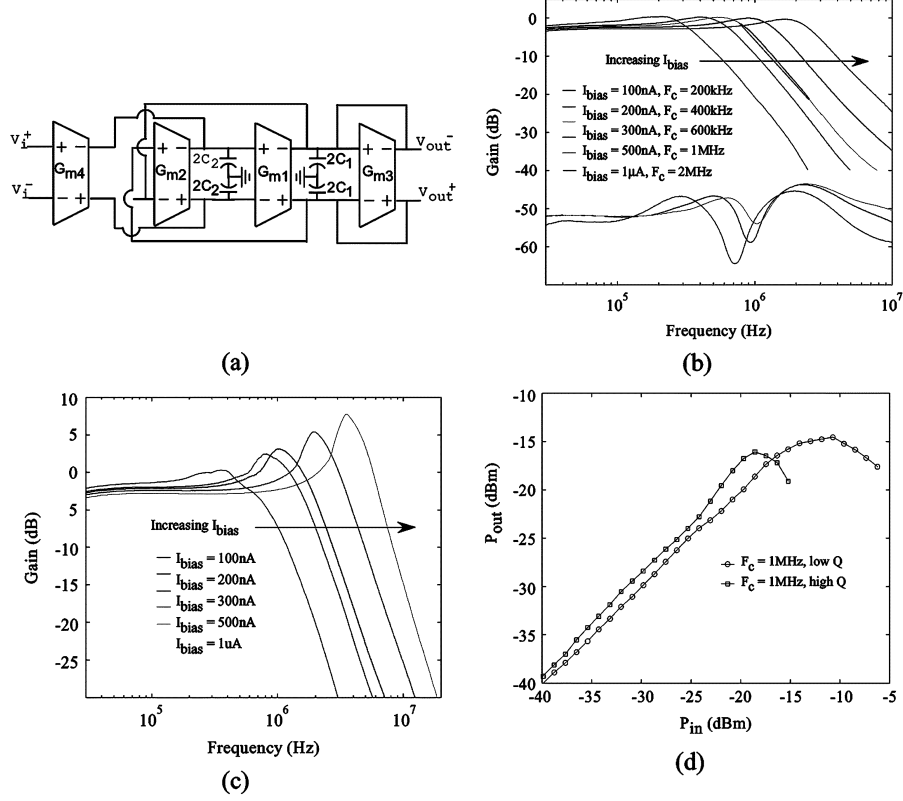 V_i^+
V_i^-
G_m4
G_m2
2C_2
2C_2
G_m1
2C_1
2C_1
G_m3
V_out^-
V_out^+
+
-
+
-
-
+
-
+
+
-
-
+
+
-
-
+
+
-
-
+
(a)
0
-10
-20
-30
-40
-50
-60
Gain (dB)
Increasing I_bias
I_bias = 100nA, F_c = 200kHz
I_bias = 200nA, F_c = 400kHz
I_bias = 300nA, F_c = 600kHz
I_bias = 500nA, F_c = 1MHz
I_bias = 1µA, F_c = 2MHz
10^5
10^6
10^7
Frequency (Hz)
(b)
10
5
0
-5
-10
-15
-20
-25
Gain (dB)
Increasing I_bias
I_bias = 100nA
I_bias = 200nA
I_bias = 300nA
I_bias = 500nA
I_bias = 1uA
10^5
10^6
10^7
Frequency (Hz)
(c)
-10
-15
-20
-25
-30
-35
-40
P_out (dBm)
F_c = 1MHz, low Q
F_c = 1MHz, high Q
-40
-35
-30
-25
-20
-15
-10
-5
P_in (dBm)
(d)